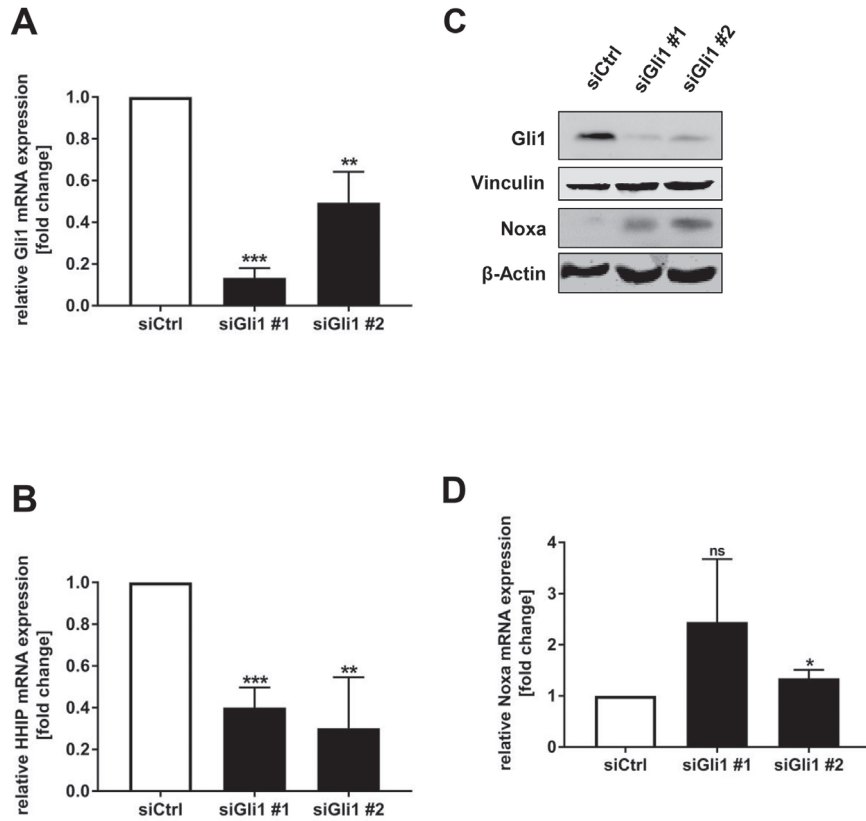 A
relative Gli1 mRNA expression
[fold change]
1.0
0.8
0.6
0.4
0.2
0.0
***
**
siCtrl siGli1 #1 siGli1 #2
C
siCtrl
siGli1 #1
siGli1 #2
Gli1
Vinculin
Noxa
β-Actin
B
relative HHIP mRNA expression
[fold change]
1.0
0.8
0.6
0.4
0.2
0.0
***
**
siCtrl siGli1 #1 siGli1 #2
D
relative Noxa mRNA expression
[fold change]
4
3
2
1
0
ns
*
siCtrl siGli1 #1 siGli1 #2